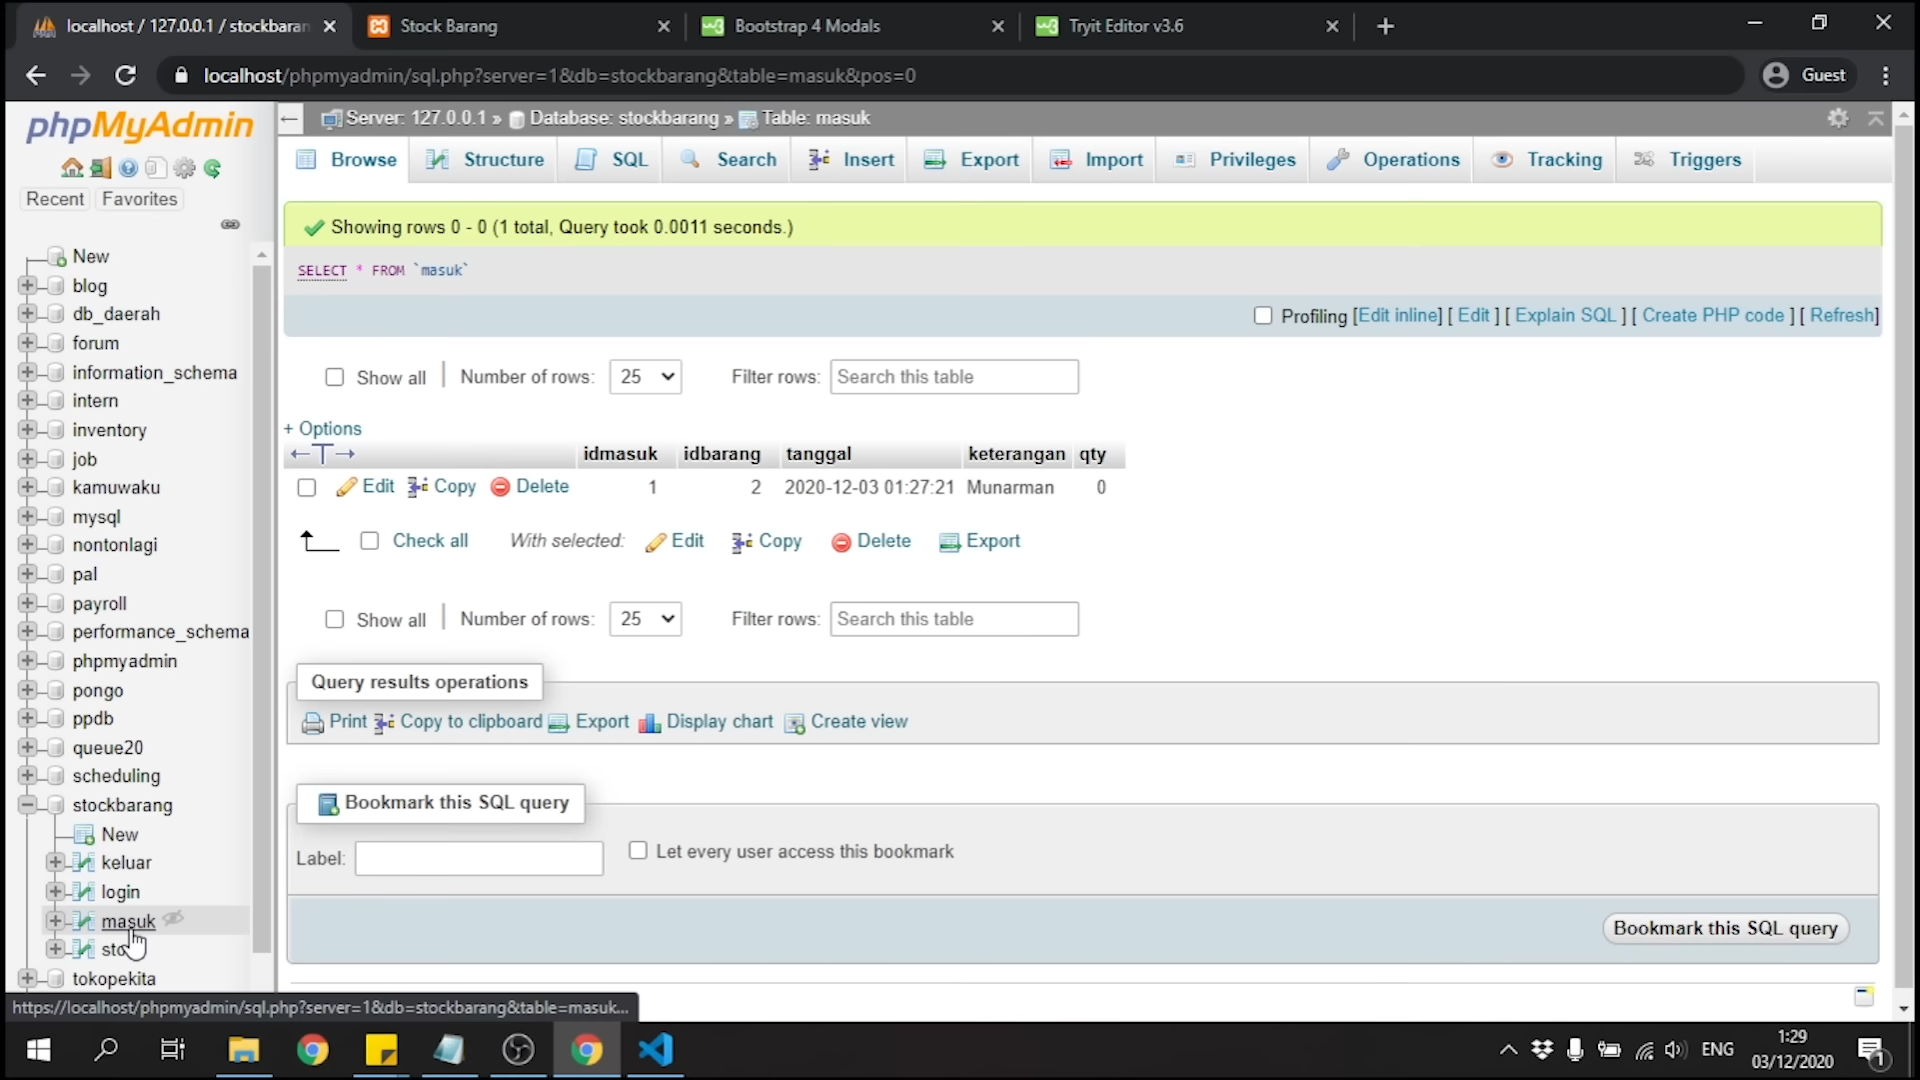 localhost / 127.0.0.1 / stockbaran
Stock Barang
Bootstrap 4 Modals
Tryit Editor v3.6
localhost/phpmyadmin/sql.php?server=1&db=stockbarang&table=masuk&pos=0
Guest
phpMyAdmin
Recent
Favorites
New
blog
db_daerah
forum
information_schema
intern
inventory
job
kamuwaku
mysql
nontonlagi
pal
payroll
performance_schema
phpmyadmin
pongo
ppdb
queue20
scheduling
stockbarang
New
keluar
login
masuk
tokopekita
Server: 127.0.0.1 » Database: stockbarang » Table: masuk
Browse
Structure
SQL
Search
Insert
Export
Import
Privileges
Operations
Tracking
Triggers
Showing rows 0 - 0 (1 total, Query took 0.0011 seconds.)
SELECT * FROM `masuk`
Profiling [Edit inline] [ Edit ] [ Explain SQL ] [ Create PHP code ] [ Refresh]
Show all
Number of rows: 25
Filter rows: Search this table
+ Options
←T→ idmasuk idbarang tanggal keterangan qty
Edit Copy Delete 1 2 2020-12-03 01:27:21 Munarman 0
Check all With selected: Edit Copy Delete Export
Show all
Number of rows: 25
Filter rows: Search this table
Query results operations
Print Copy to clipboard Export Display chart Create view
Bookmark this SQL query
Label:
Let every user access this bookmark
Bookmark this SQL query
https://localhost/phpmyadmin/sql.php?server=1&db=stockbarang&table=masuk...
ENG
1:29
03/12/2020
1